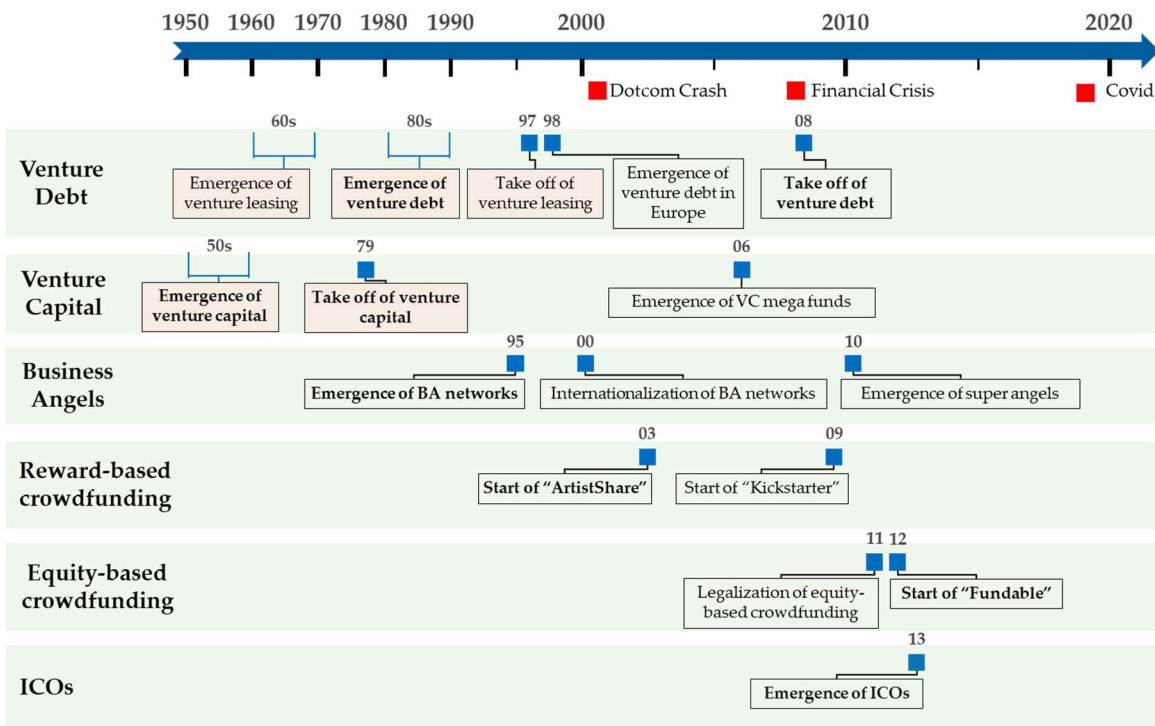 1950 1960 1970 1980 1990 2000 2010 2020
Dotcom Crash Financial Crisis Covid
Venture
Debt
60s 80s 97 98 08
Emergence of
venture leasing
Emergence of
venture debt
Take off of
venture leasing
Emergence of
venture debt in
Europe
Take off of
venture debt
Venture
Capital
50s 79 06
Emergence of
venture capital
Take off of venture
capital
Emergence of VC mega funds
Business
Angels
95 00 10
Emergence of BA networks
Internationalization of BA networks
Emergence of super angels
Reward-based
crowdfunding
03 09
Start of “ArtistShare”
Start of “Kickstarter”
Equity-based
crowdfunding
11 12
Legalization of equity-
based crowdfunding
Start of “Fundable”
ICOs
13
Emergence of ICOs